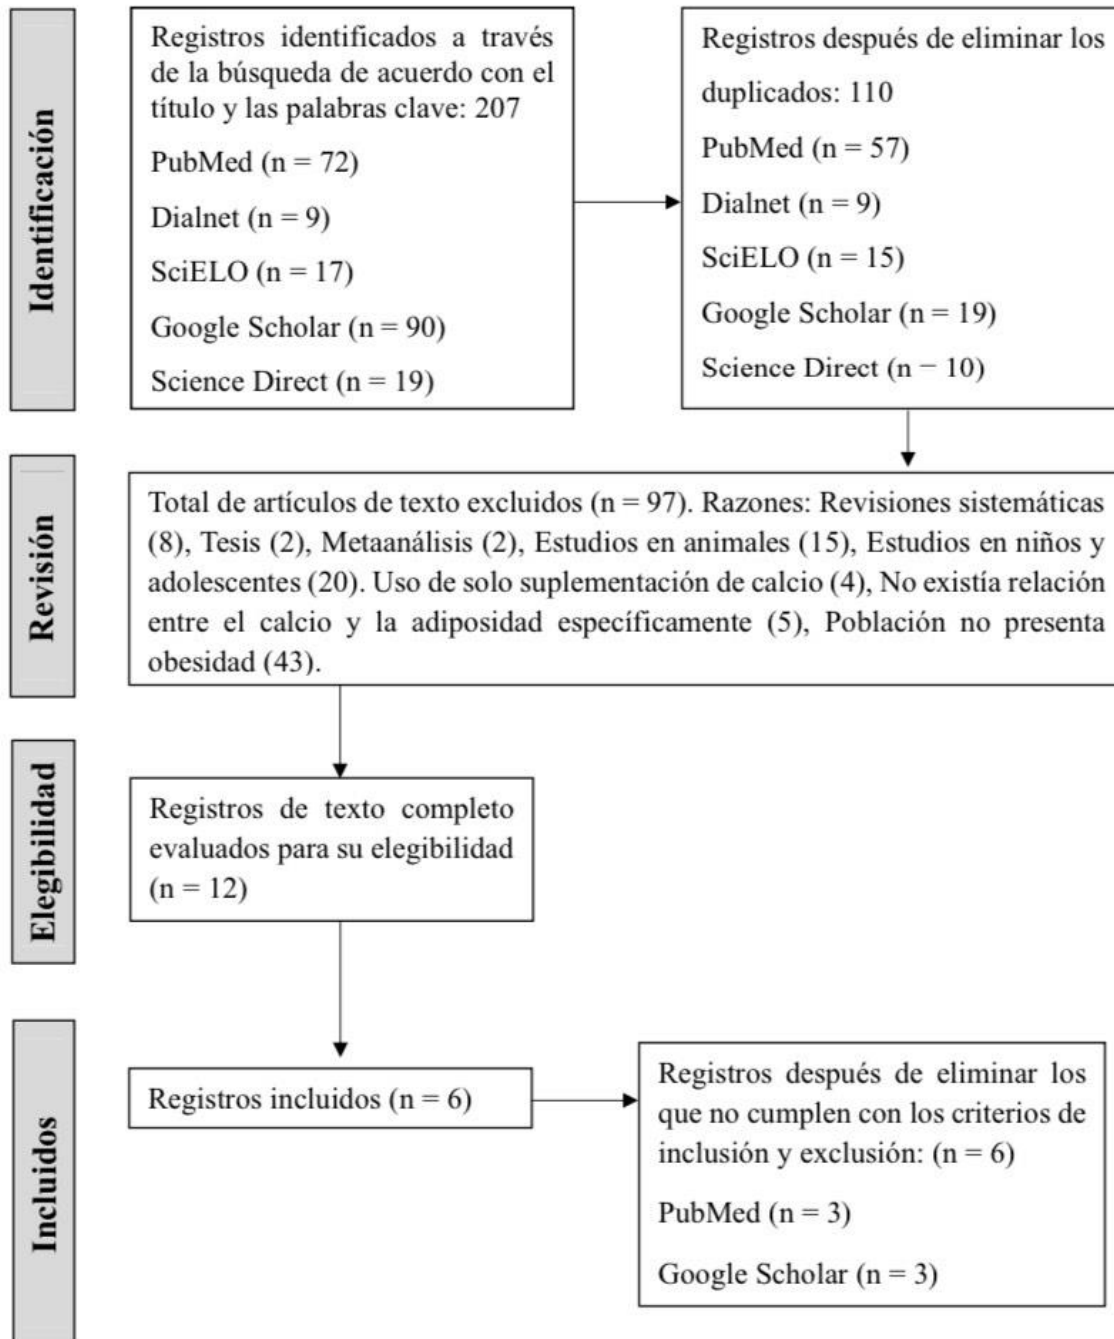 Identificación
Registros identificados a través
de la búsqueda de acuerdo con el
título y las palabras clave: 207
PubMed (n = 72)
Dialnet (n = 9)
SciELO (n = 17)
Google Scholar (n = 90)
Science Direct (n = 19)
Registros después de eliminar los
duplicados: 110
PubMed (n = 57)
Dialnet (n = 9)
SciELO (n = 15)
Google Scholar (n = 19)
Science Direct (n − 10)
Revisión
Total de artículos de texto excluidos (n = 97). Razones: Revisiones sistemáticas
(8), Tesis (2), Metaanálisis (2), Estudios en animales (15), Estudios en niños y
adolescentes (20). Uso de solo suplementación de calcio (4), No existía relación
entre el calcio y la adiposidad específicamente (5), Población no presenta
obesidad (43).
Elegibilidad
Registros de texto completo
evaluados para su elegibilidad
(n = 12)
Incluidos
Registros incluidos (n = 6)
Registros después de eliminar los
que no cumplen con los criterios de
inclusión y exclusión: (n = 6)
PubMed (n = 3)
Google Scholar (n = 3)